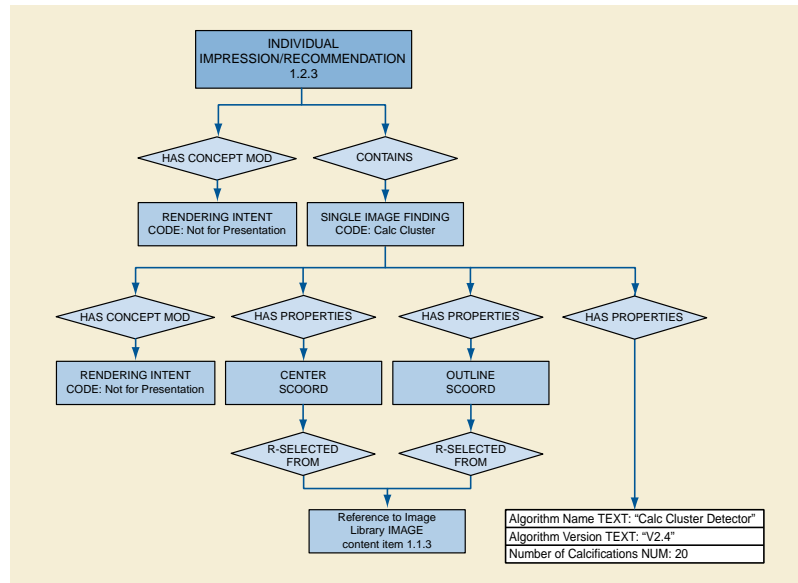 INDIVIDUAL
IMPRESSION/RECOMMENDATION
1.2.3
HAS CONCEPT MOD
CONTAINS
RENDERING INTENT
CODE: Not for Presentation
SINGLE IMAGE FINDING
CODE: Calc Cluster
HAS CONCEPT MOD
HAS PROPERTIES
HAS PROPERTIES
HAS PROPERTIES
RENDERING INTENT
CODE: Not for Presentation
CENTER
SCOORD
OUTLINE
SCOORD
R-SELECTED
FROM
R-SELECTED
FROM
Reference to Image
Library IMAGE
content item 1.1.3
Algorithm Name TEXT: “Calc Cluster Detector”
Algorithm Version TEXT: “V2.4”
Number of Calcifications NUM: 20